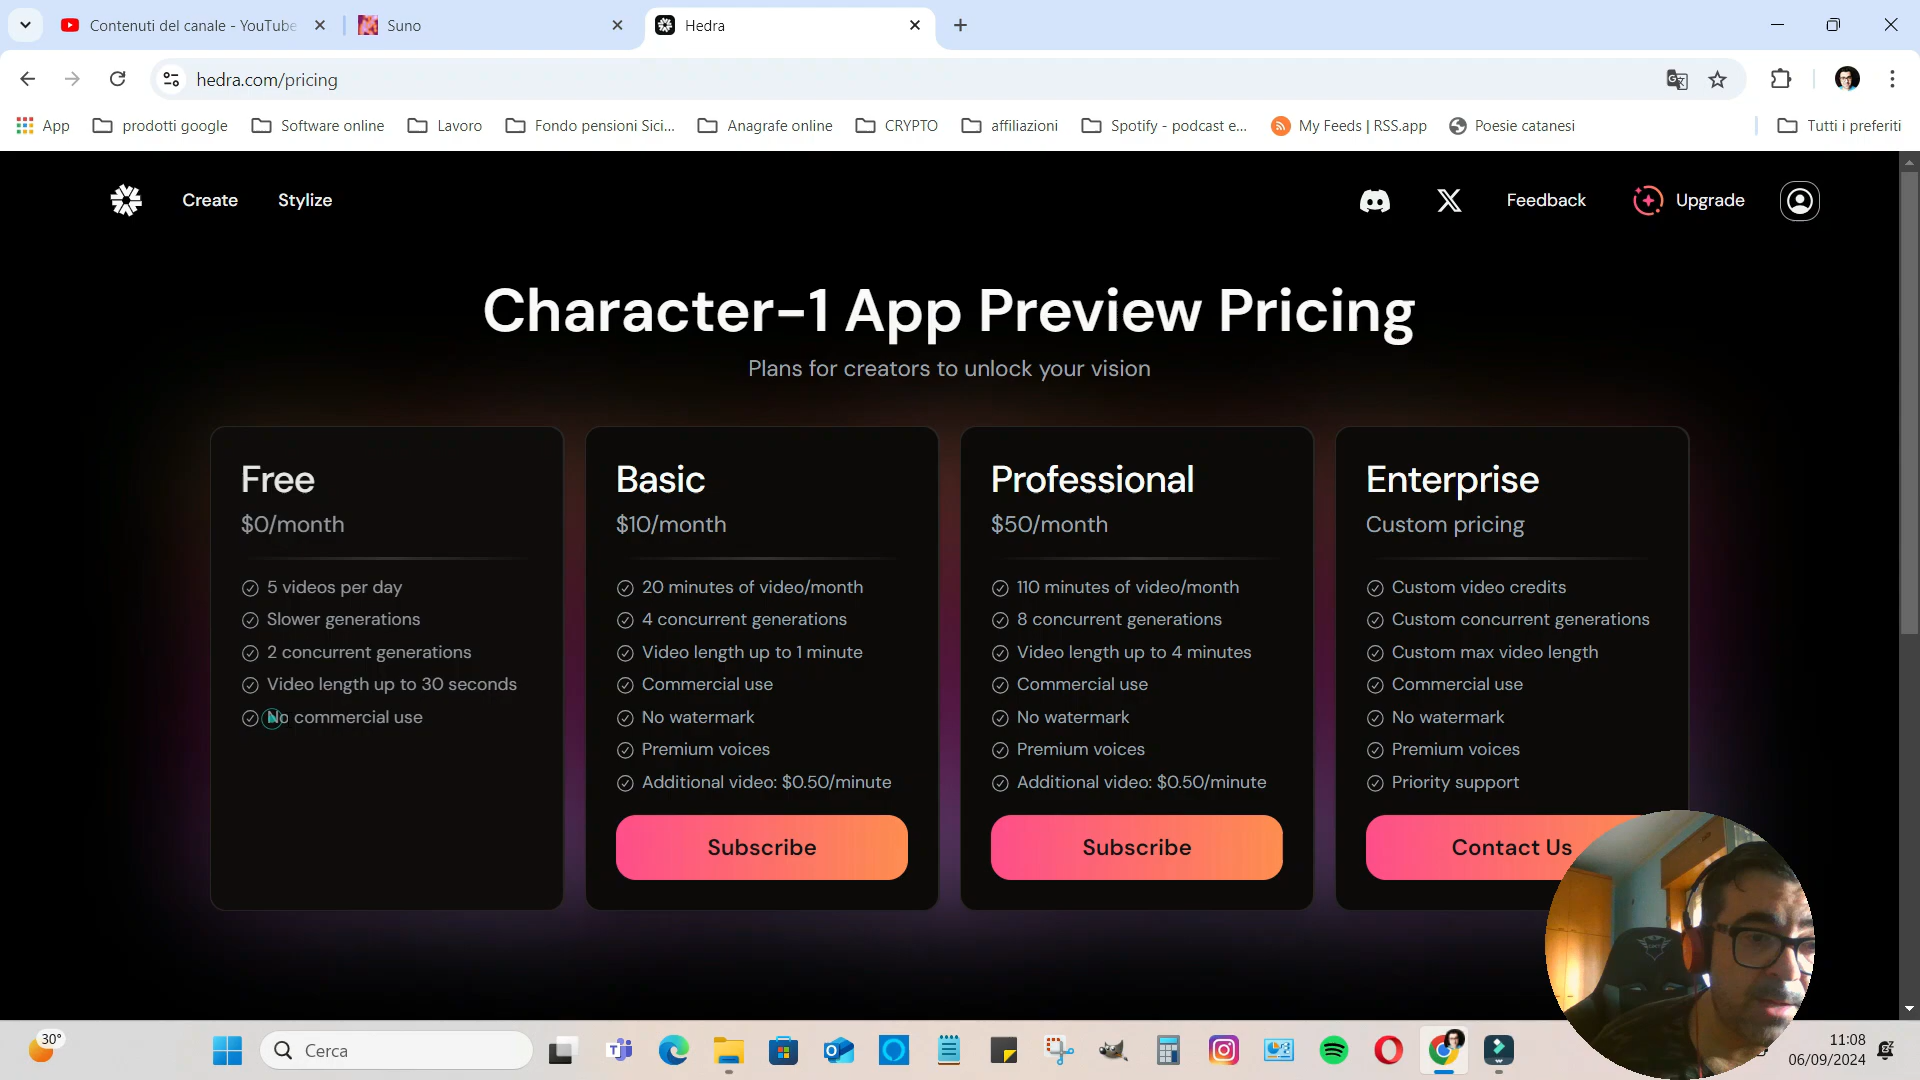 Contenuti del canale - YouTube
Suno
Hedra
hedra.com/pricing
App
prodotti google
Software online
Lavoro
Fondo pensioni Sici...
Anagrafe online
CRYPTO
affiliazioni
Spotify - podcast e...
My Feeds | RSS.app
Poesie catanesi
Tutti i preferiti
Create
Stylize
Feedback
Upgrade
Character-1 App Preview Pricing
Plans for creators to unlock your vision
Free
$0/month
5 videos per day
Slower generations
2 concurrent generations
Video length up to 30 seconds
No commercial use
Basic
$10/month
20 minutes of video/month
4 concurrent generations
Video length up to 1 minute
Commercial use
No watermark
Premium voices
Additional video: $0.50/minute
Subscribe
Professional
$50/month
110 minutes of video/month
8 concurrent generations
Video length up to 4 minutes
Commercial use
No watermark
Premium voices
Additional video: $0.50/minute
Subscribe
Enterprise
Custom pricing
Custom video credits
Custom concurrent generations
Custom max video length
Commercial use
No watermark
Premium voices
Priority support
Contact Us
30°
Cerca
11:08
06/09/2024